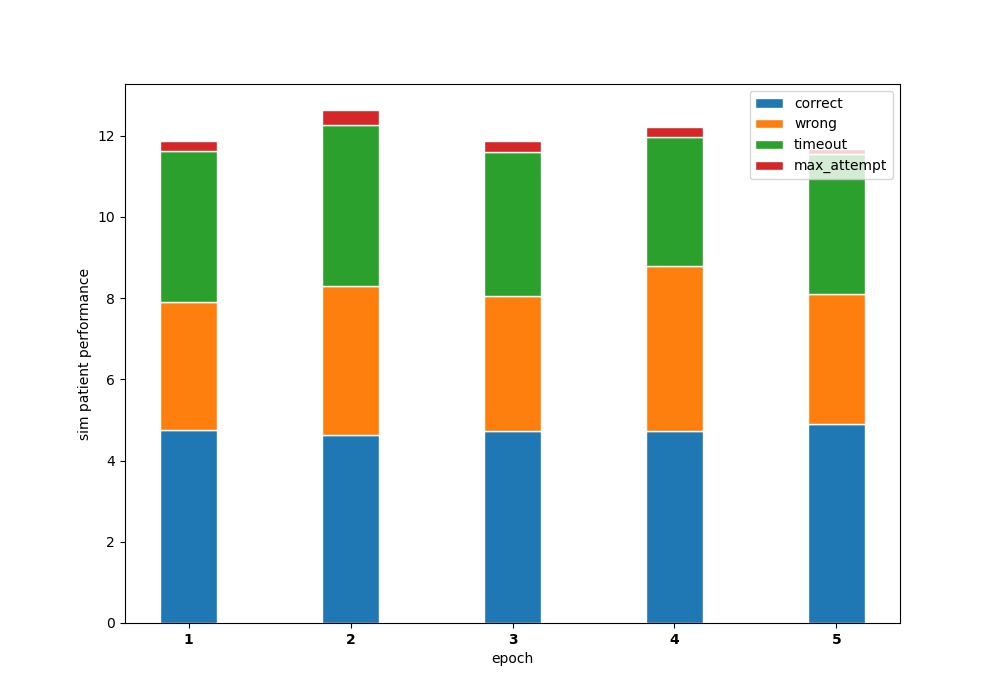 correct
wrong
timeout
max_attempt
12
10
8
6
4
2
0
sim patient performance
1 2 3 4 5
epoch